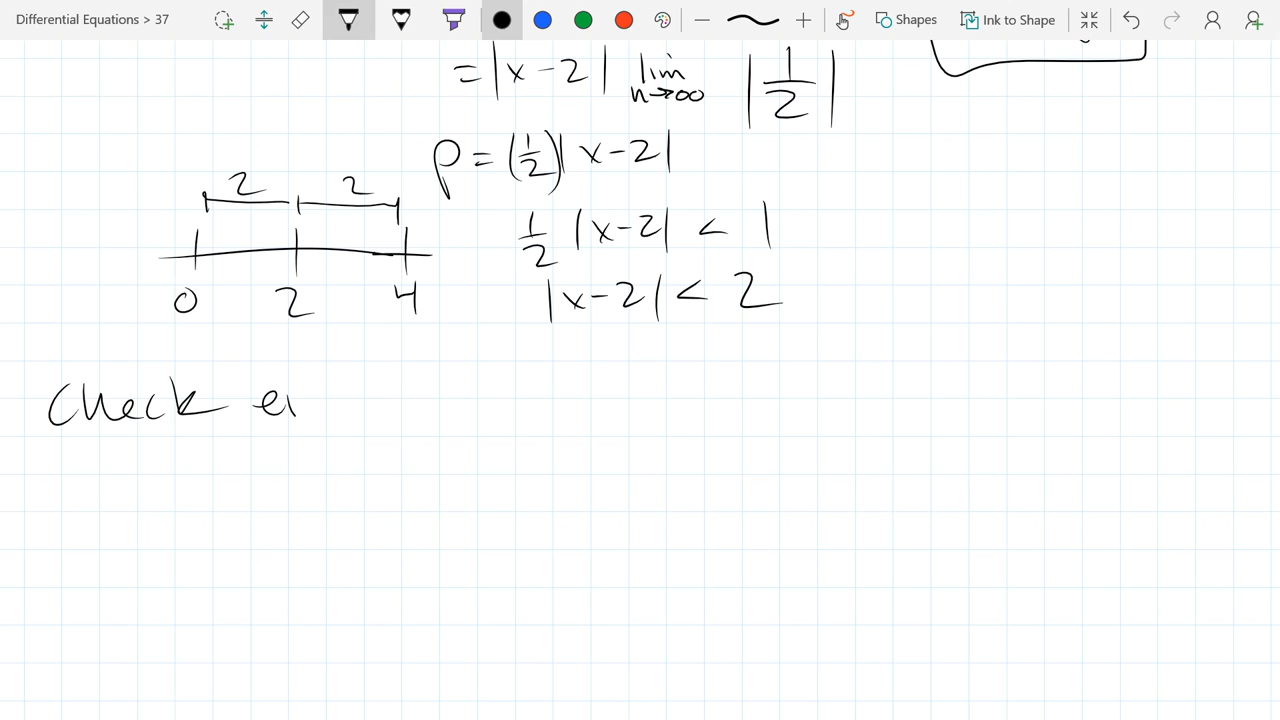 Differential Equations > 37
Shapes
Ink to Shape
= |x-2| lim n→∞ |1/2|
ρ = (1/2)|x-2|
2 2
1/2 |x-2| < 1
0 2 4
|x-2| < 2
Check en